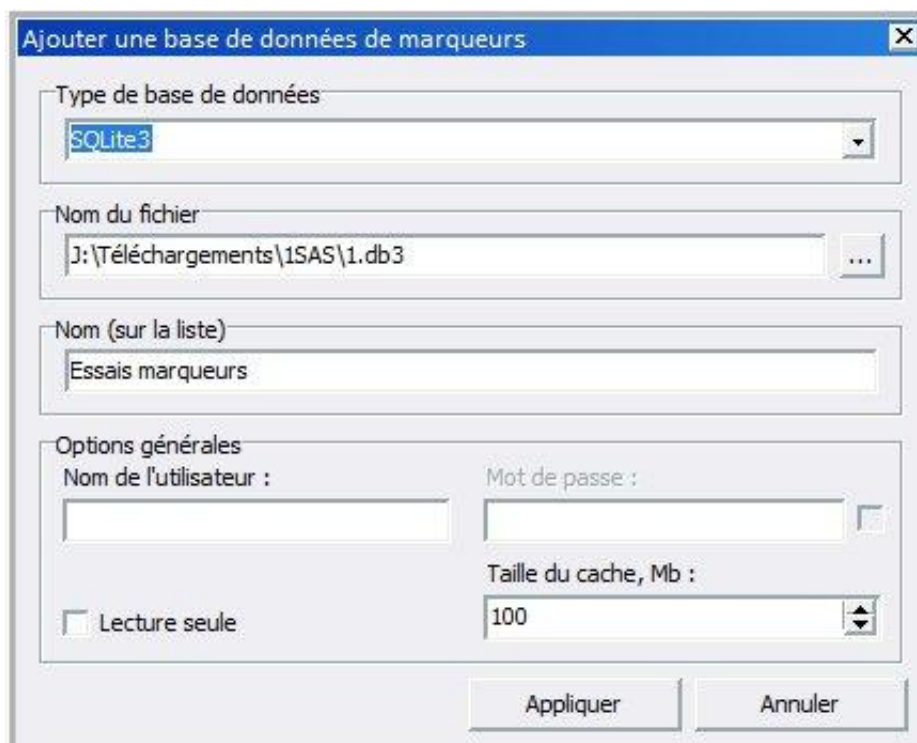 Ajouter une base de données de marqueurs
Type de base de données
SQLite3
Nom du fichier
J:\Téléchargements\1SAS\1.db3
...
Nom (sur la liste)
Essais marqueurs
Options générales
Nom de l'utilisateur :
Mot de passe :
Taille du cache, Mb :
Lecture seule
100
Appliquer
Annuler